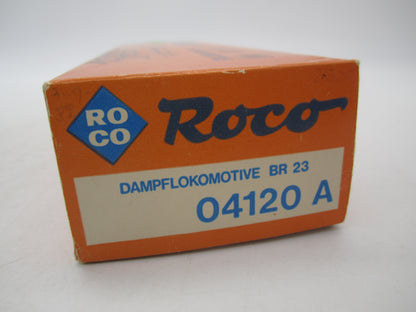 RO
CO
Roco
DAMPFLOKOMOTIVE BR 23
04120 A